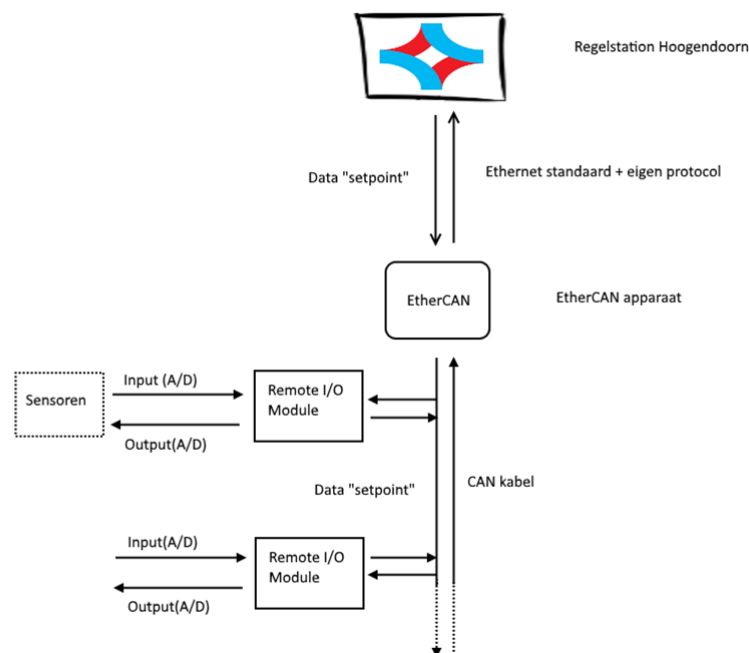 Regelstation Hoogendoorn
Data "setpoint"
Ethernet standaard + eigen protocol
EtherCAN
EtherCAN apparaat
Sensoren
Input (A/D)
Output(A/D)
Remote I/O
Module
Data "setpoint"
CAN kabel
Input(A/D)
Output(A/D)
Remote I/O
Module